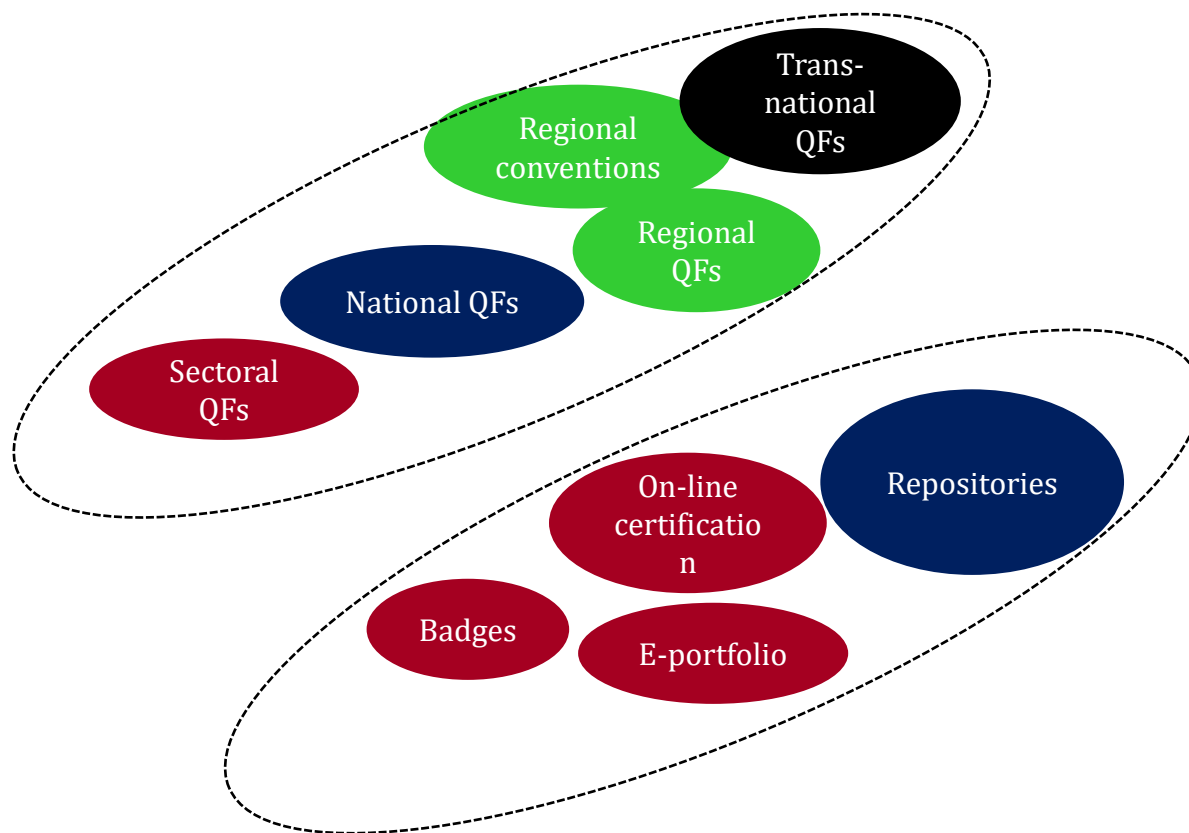 Trans-
national
QFs
Regional
conventions
Regional
QFs
National QFs
Sectoral
QFs
Repositories
On-line
certificatio
n
Badges
E-portfolio